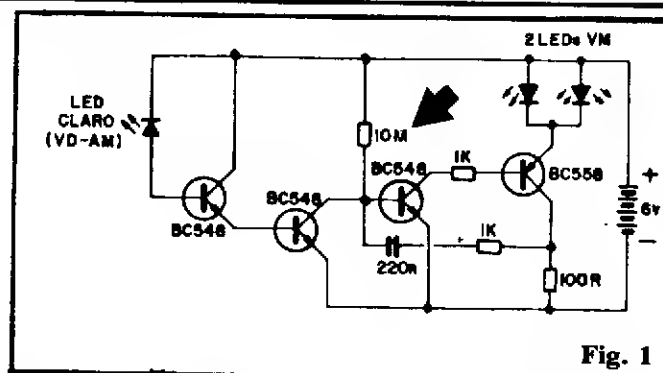 2 LEDs VM
LED
CLARO
(VD-AM)
10M
BC548
1K
BC558
BC548
BC548
220n
1K
100R
+
6v
−
Fig. 1